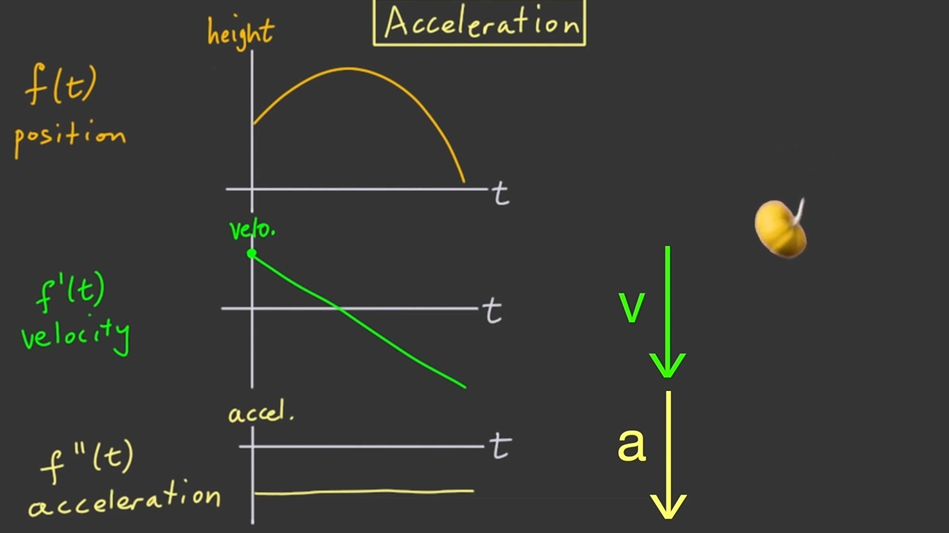 Acceleration
height
f(t)
position
t
velo.
f'(t)
velocity
t
v
accel.
f"(t)
acceleration
t
a